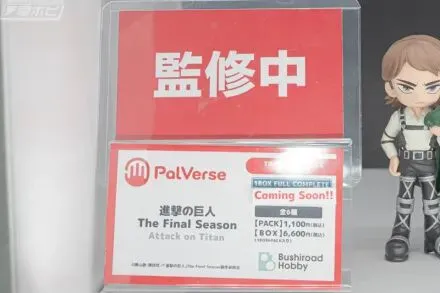 監修中
PalVerse
進撃の巨人
The Final Season
Attack on Titan
1BOX FULL COMPLETE
Coming Soon!!
全6種
【PACK】1,100円(税込)
【BOX】6,600円(税込)
Bushiroad
Hobby